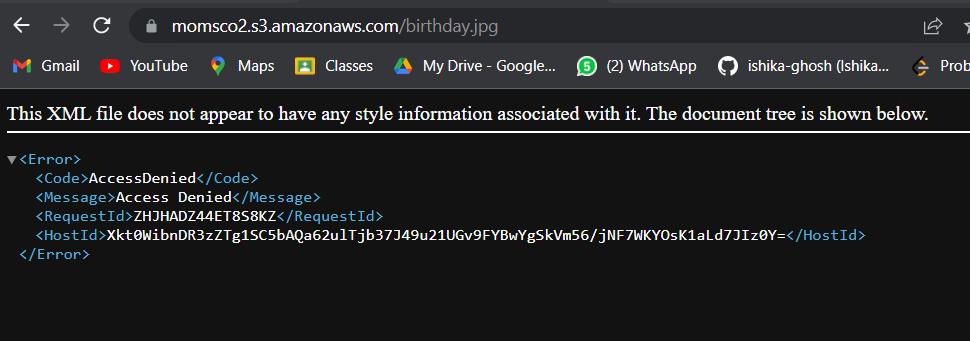 momsco2.s3.amazonaws.com/birthday.jpg
Gmail YouTube Maps Classes My Drive - Google... (2) WhatsApp ishika-ghosh (Ishika... Prob
This XML file does not appear to have any style information associated with it. The document tree is shown below.
▼<Error>
<Code>AccessDenied</Code>
<Message>Access Denied</Message>
<RequestId>ZHJHADZ44ET8S8KZ</RequestId>
<HostId>Xkt0WibnDR3zZTg1SC5bAQa62ulTjb37J49u21UGv9FYBwYgSkVm56/jNF7WKYOsK1aLd7JIz0Y=</HostId>
</Error>